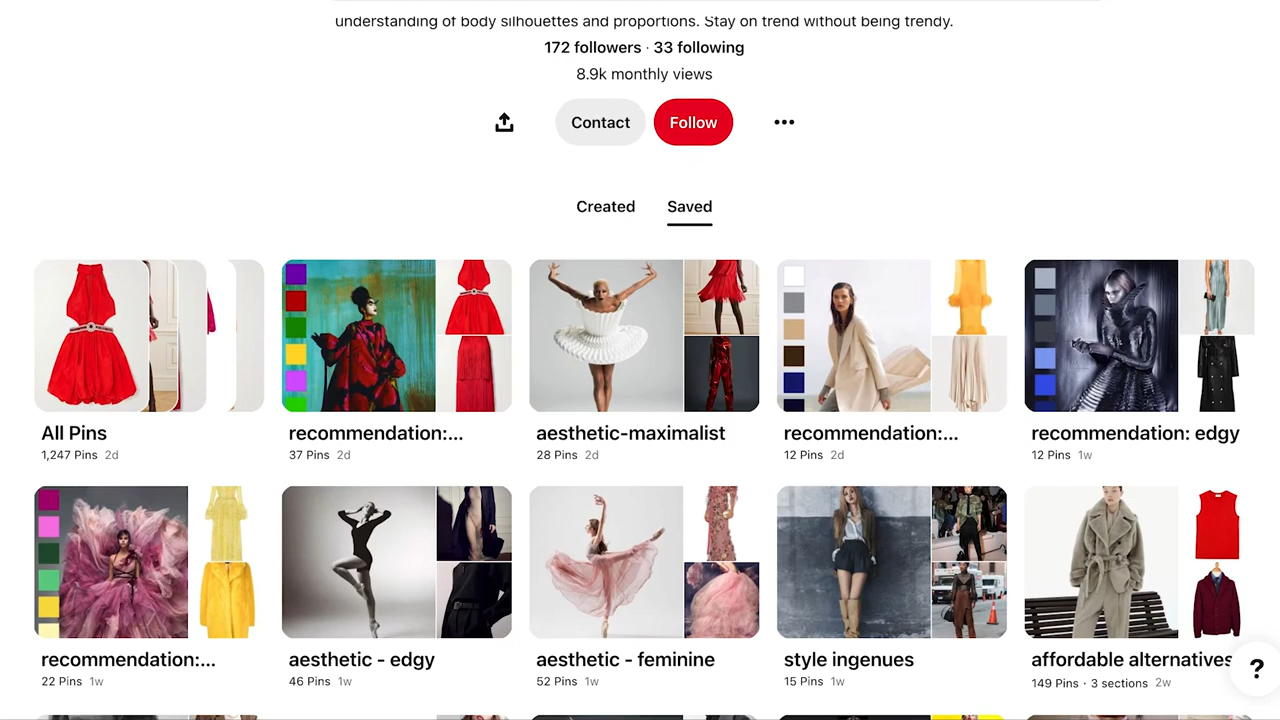 understanding of body silhouettes and proportions. Stay on trend without being trendy.
172 followers · 33 following
8.9k monthly views
Contact
Follow
Created
Saved
All Pins
1,247 Pins 2d
recommendation:...
37 Pins 2d
aesthetic-maximalist
28 Pins 2d
recommendation:...
12 Pins 2d
recommendation: edgy
12 Pins 1w
recommendation:...
22 Pins 1w
aesthetic - edgy
46 Pins 1w
aesthetic - feminine
52 Pins 1w
style ingenues
15 Pins 1w
affordable alternatives
149 Pins · 3 sections 2w
?